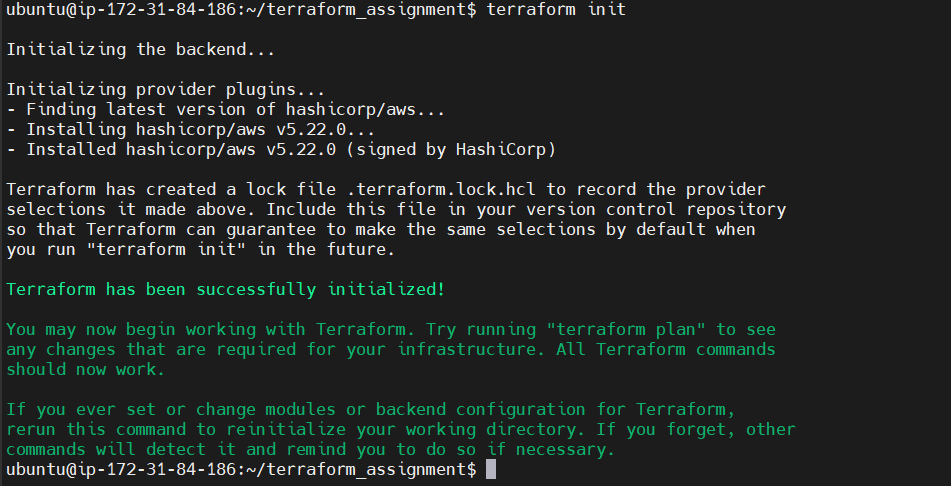 ubuntu@ip-172-31-84-186:~/terraform_assignment$ terraform init
Initializing the backend...
Initializing provider plugins...
- Finding latest version of hashicorp/aws...
- Installing hashicorp/aws v5.22.0...
- Installed hashicorp/aws v5.22.0 (signed by HashiCorp)
Terraform has created a lock file .terraform.lock.hcl to record the provider
selections it made above. Include this file in your version control repository
so that Terraform can guarantee to make the same selections by default when
you run "terraform init" in the future.
Terraform has been successfully initialized!
You may now begin working with Terraform. Try running "terraform plan" to see
any changes that are required for your infrastructure. All Terraform commands
should now work.
If you ever set or change modules or backend configuration for Terraform,
rerun this command to reinitialize your working directory. If you forget, other
commands will detect it and remind you to do so if necessary.
ubuntu@ip-172-31-84-186:~/terraform_assignment$